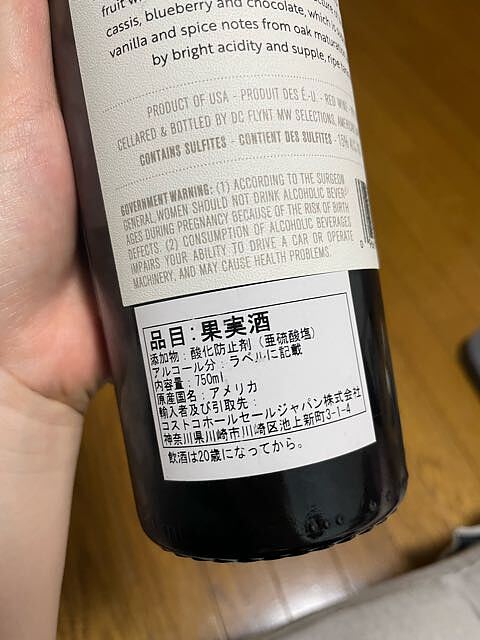 fruit
cassis, blueberry and chocolate, which is
vanilla and spice notes from oak maturation
by bright acidity and supple, ripe
PRODUCT OF USA - PRODUIT DES É.-U. - RED WINE -
CELLARED & BOTTLED BY DC FLYNT MW SELECTIONS,
CONTAINS SULFITES - CONTIENT DES SULFITES - 15%
GOVERNMENT WARNING: (1) ACCORDING TO THE SURGEON
GENERAL WOMEN SHOULD NOT DRINK ALCOHOLIC BEVER-
AGES DURING PREGNANCY BECAUSE OF THE RISK OF BIRTH
DEFECTS. (2) CONSUMPTION OF ALCOHOLIC BEVERAGES
IMPAIRS YOUR ABILITY TO DRIVE A CAR OR OPERATE
MACHINERY, AND MAY CAUSE HEALTH PROBLEMS.
品目:果実酒
添加物:酸化防止剤(亜硫酸塩)
アルコール分:ラベルに記載
内容量:750ml
原産国名:アメリカ
輸入者及び引取先:
コストコホールセールジャパン株式会社
神奈川県川崎市川崎区池上新町3-1-4
飲酒は20歳になってから。